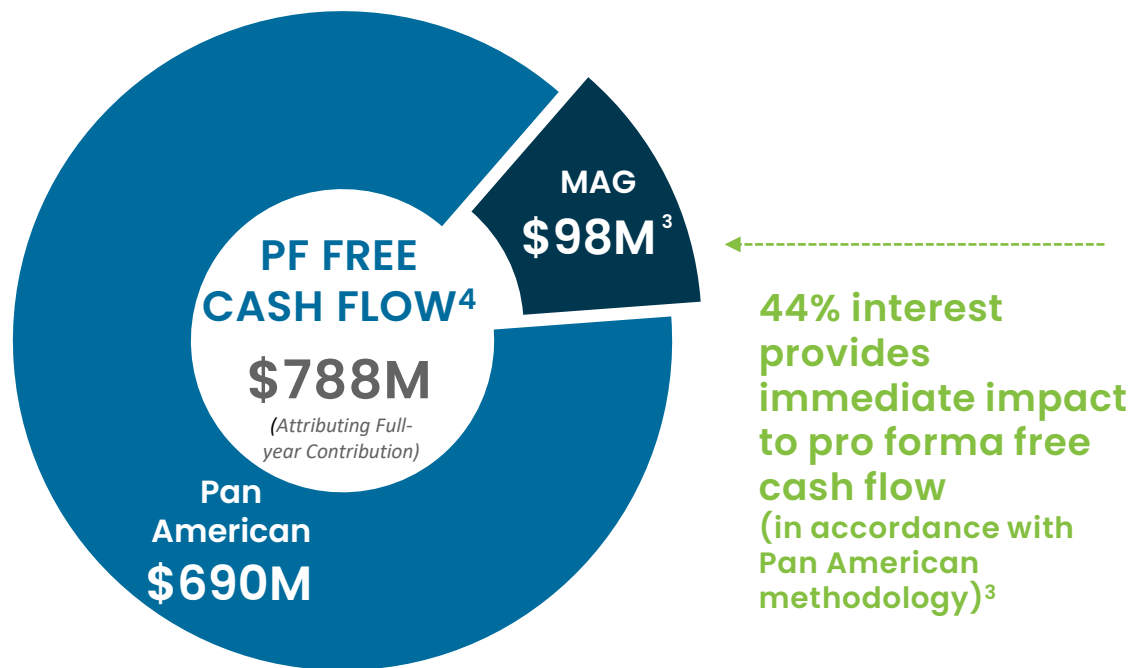 MAG
$98M³
PF FREE
CASH FLOW⁴
$788M
(Attributing Full-
year Contribution)
Pan
American
$690M
44% interest
provides
immediate impact
to pro forma free
cash flow
(in accordance with
Pan American
methodology)³